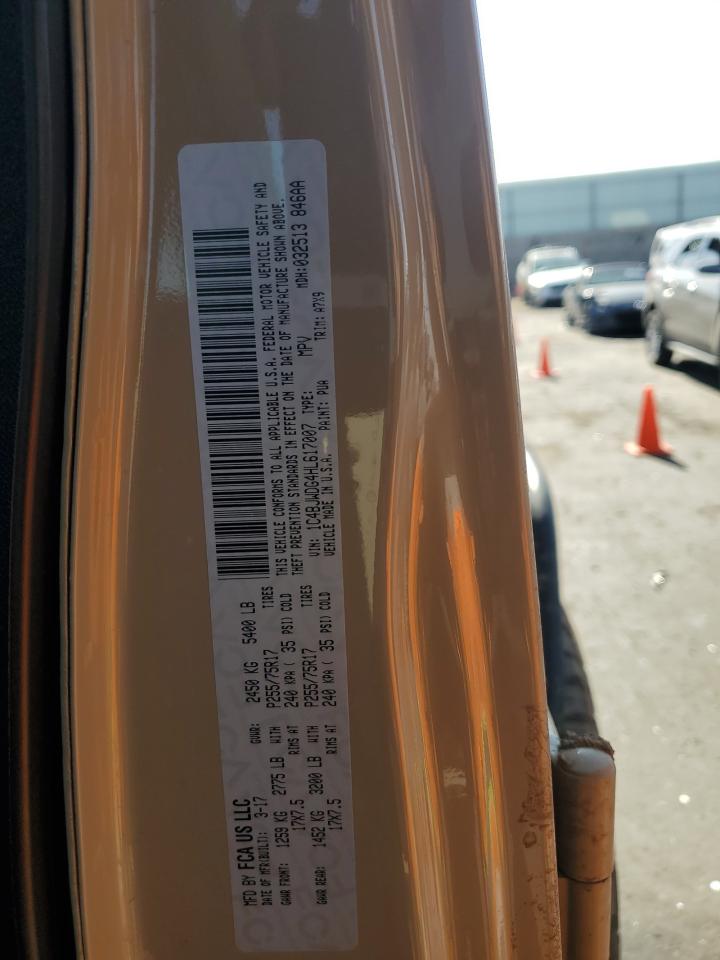 MFD BY FCA US LLC
DATE OF MFR(BUILT): 3-17 GVWR: 2450 KG 5400 LB
GAWR FRONT: 1259 KG 2775 LB WITH P255/75R17 TIRES
17X7.5 RIMS AT 240 KPA ( 35 PSI) COLD
GAWR REAR: 1452 KG 3200 LB WITH P255/75R17 TIRES
17X7.5 RIMS AT 240 KPA ( 35 PSI) COLD
THIS VEHICLE CONFORMS TO ALL APPLICABLE U.S.A. FEDERAL MOTOR VEHICLE SAFETY AND
THEFT PREVENTION STANDARDS IN EFFECT ON THE DATE OF MANUFACTURE SHOWN ABOVE.
VIN: 1C4BJWDG4HL617007 TYPE: MPV MDH:032513 846AA
VEHICLE MADE IN U.S.A. PAINT: PUA TRIM: A7X9